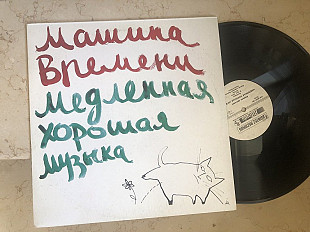 Машина
Времени
Медленная
хорошая
музыка